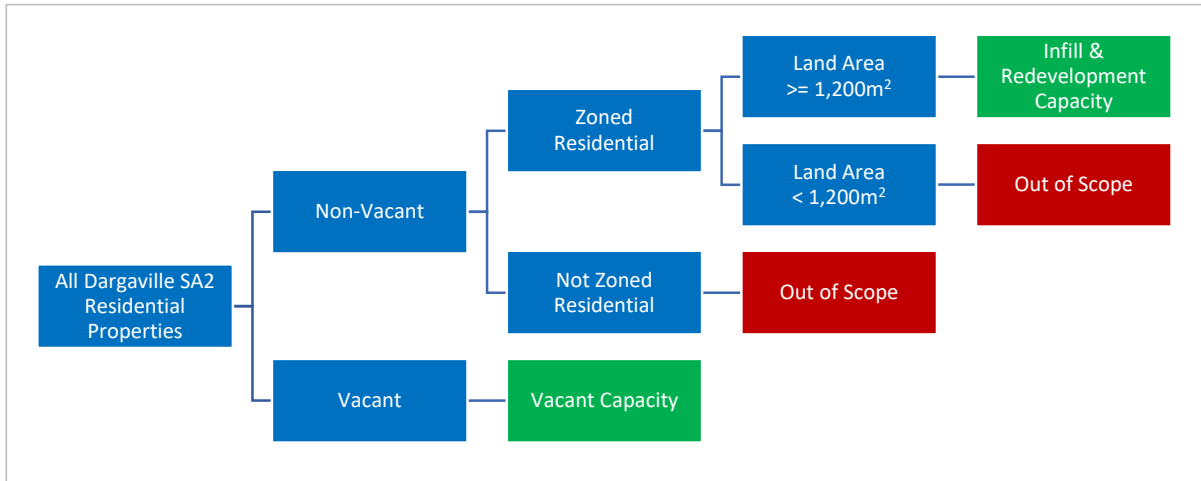 All Dargaville SA2
Residential
Properties
Non-Vacant
Vacant
Zoned
Residential
Not Zoned
Residential
Vacant Capacity
Land Area
>= 1,200m²
Land Area
< 1,200m²
Out of Scope
Infill &
Redevelopment
Capacity
Out of Scope